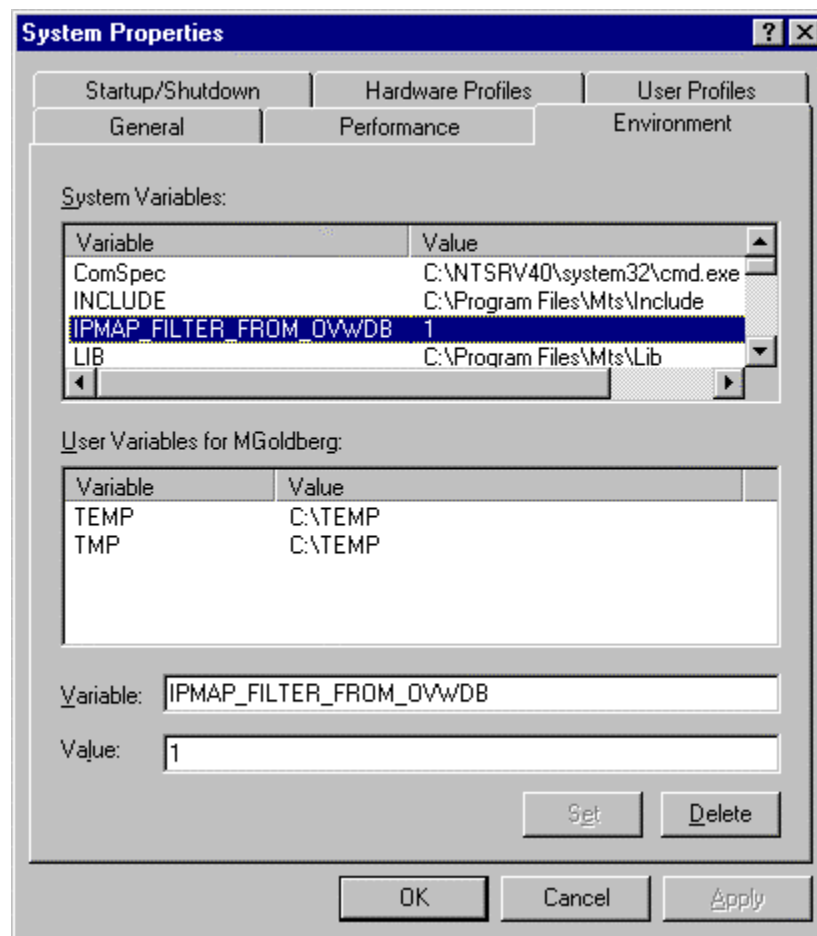 System Properties
Startup/Shutdown Hardware Profiles User Profiles
General Performance Environment
System Variables:
Variable Value
ComSpec C:\NTSRV40\system32\cmd.exe
INCLUDE C:\Program Files\Mts\Include
IPMAP_FILTER_FROM_OVWDB 1
LIB C:\Program Files\Mts\Lib
User Variables for MGoldberg:
Variable Value
TEMP C:\TEMP
TMP C:\TEMP
Variable: IPMAP_FILTER_FROM_OVWDB
Value: 1
Set Delete
OK Cancel Apply